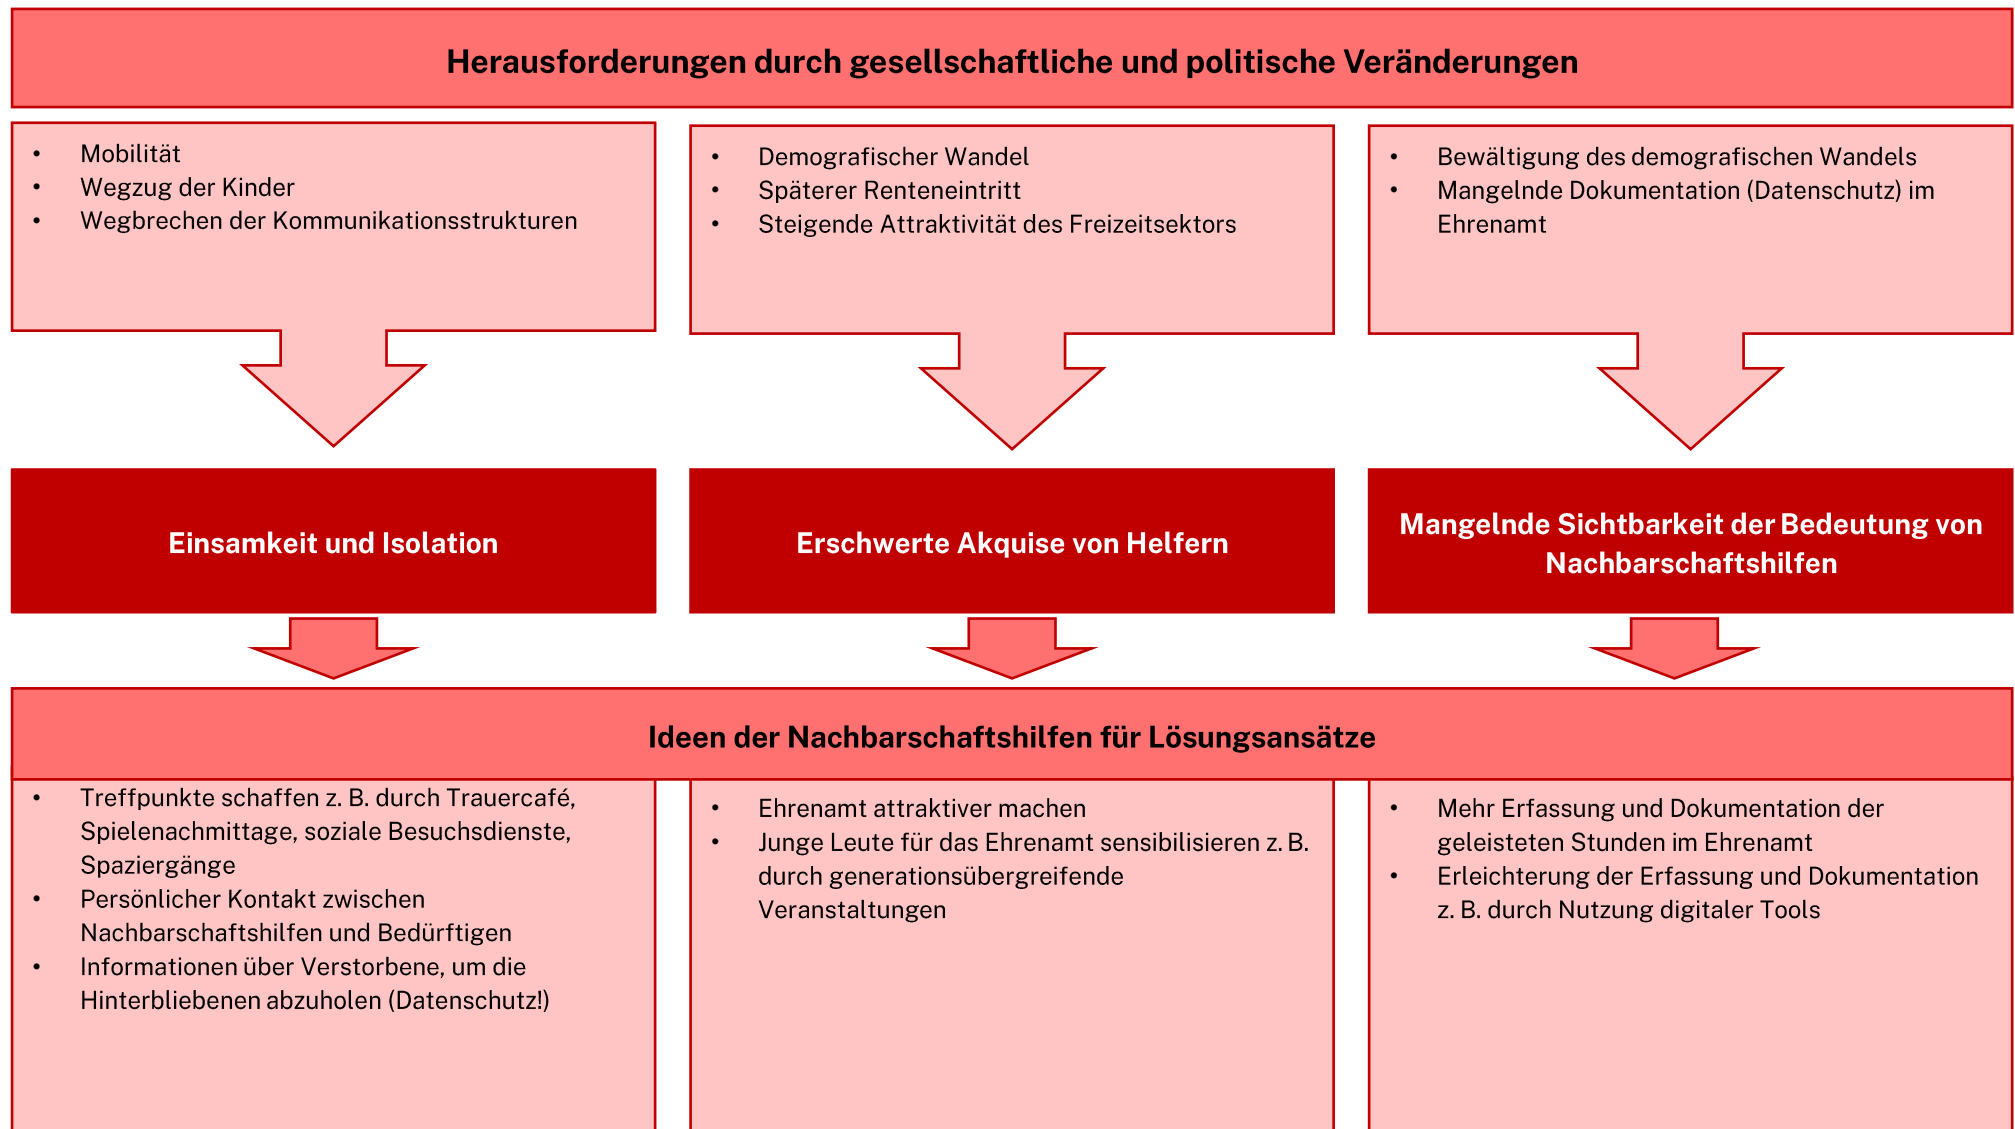 Herausforderungen durch gesellschaftliche und politische Veränderungen
• Mobilität
• Wegzug der Kinder
• Wegbrechen der Kommunikationsstrukturen
• Demografischer Wandel
• Späterer Renteneintritt
• Steigende Attraktivität des Freizeitsektors
• Bewältigung des demografischen Wandels
• Mangelnde Dokumentation (Datenschutz) im
Ehrenamt
Einsamkeit und Isolation
Erschwerte Akquise von Helfern
Mangelnde Sichtbarkeit der Bedeutung von
Nachbarschaftshilfen
Ideen der Nachbarschaftshilfen für Lösungsansätze
• Treffpunkte schaffen z. B. durch Trauercafé,
Spielenachmittage, soziale Besuchsdienste,
Spaziergänge
• Persönlicher Kontakt zwischen
Nachbarschaftshilfen und Bedürftigen
• Informationen über Verstorbene, um die
Hinterbliebenen abzuholen (Datenschutz!)
• Ehrenamt attraktiver machen
• Junge Leute für das Ehrenamt sensibilisieren z. B.
durch generationsübergreifende
Veranstaltungen
• Mehr Erfassung und Dokumentation der
geleisteten Stunden im Ehrenamt
• Erleichterung der Erfassung und Dokumentation
z. B. durch Nutzung digitaler Tools